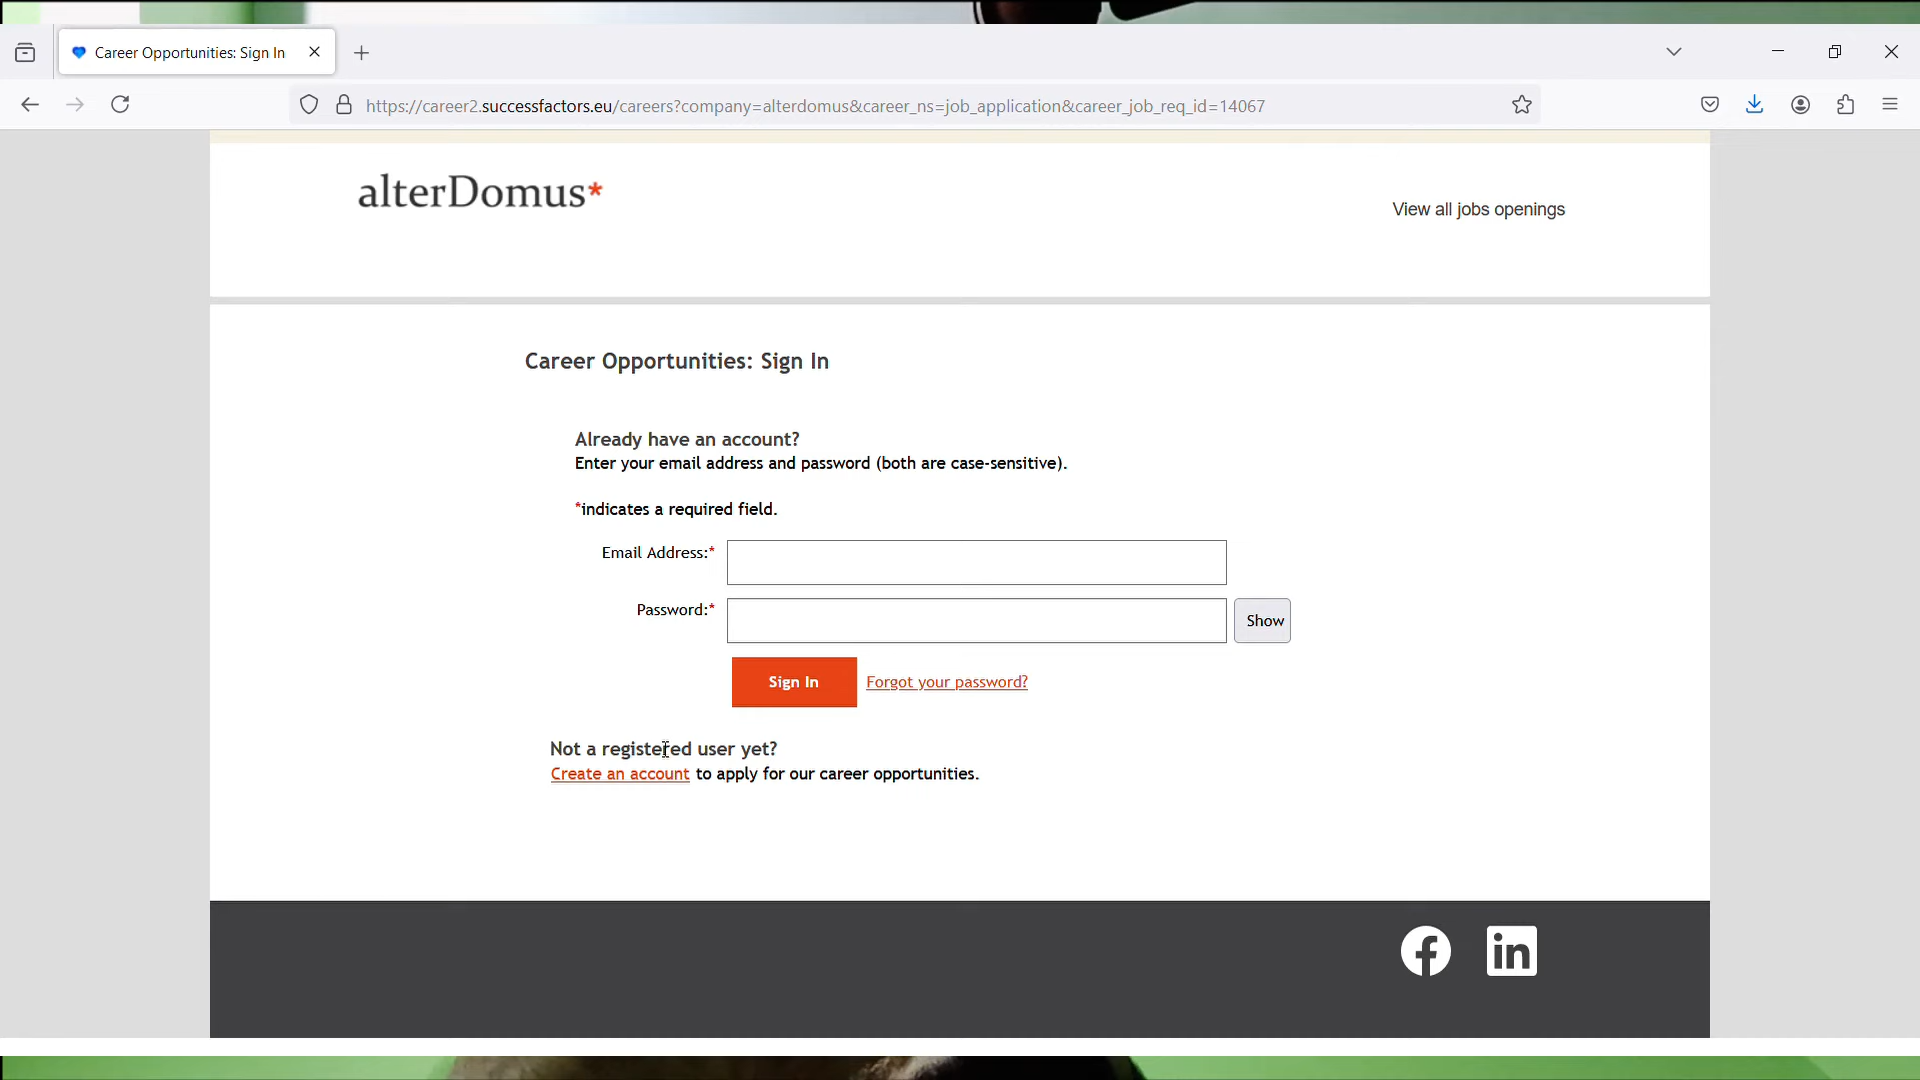 Career Opportunities: Sign In
https://career2.successfactors.eu/careers?company=alterdomus&career_ns=job_application&career_job_req_id=14067
alterDomus*
View all jobs openings
Career Opportunities: Sign In
Already have an account?
Enter your email address and password (both are case-sensitive).
*indicates a required field.
Email Address:*
Password:*
Show
Sign In Forgot your password?
Not a registered user yet?
Create an account to apply for our career opportunities.
in